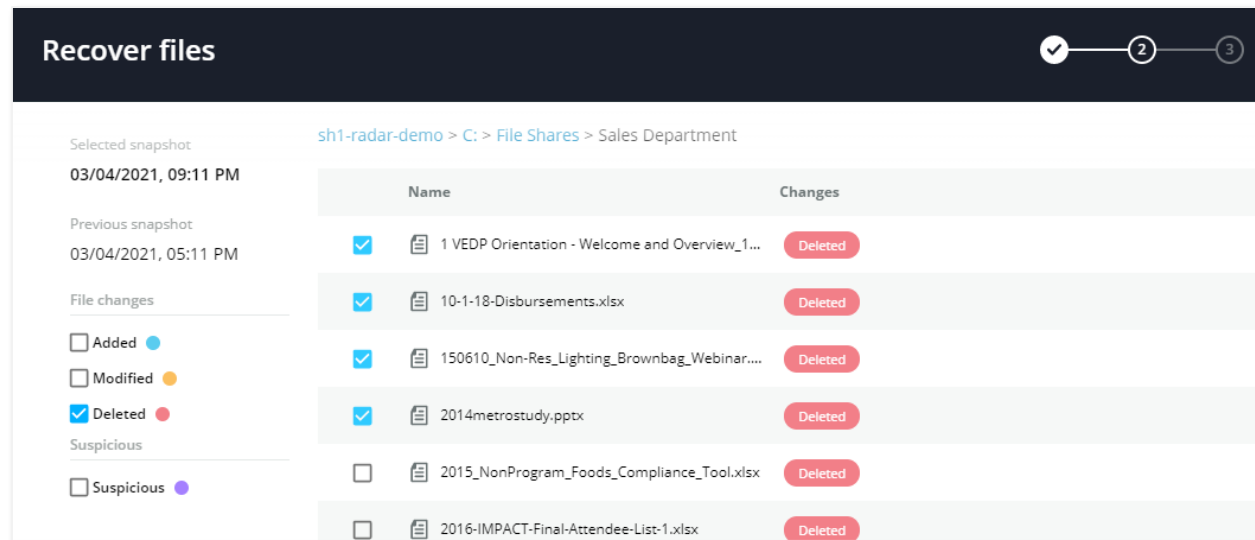 Recover files
2
3
Selected snapshot
03/04/2021, 09:11 PM
Previous snapshot
03/04/2021, 05:11 PM
File changes
Added
Modified
Deleted
Suspicious
Suspicious
sh1-radar-demo > C: > File Shares > Sales Department
Name Changes
1 VEDP Orientation - Welcome and Overview_1... Deleted
10-1-18-Disbursements.xlsx Deleted
150610_Non-Res_Lighting_Brownbag_Webinar.... Deleted
2014metrostudy.pptx Deleted
2015_NonProgram_Foods_Compliance_Tool.xlsx Deleted
2016-IMPACT-Final-Attendee-List-1.xlsx Deleted